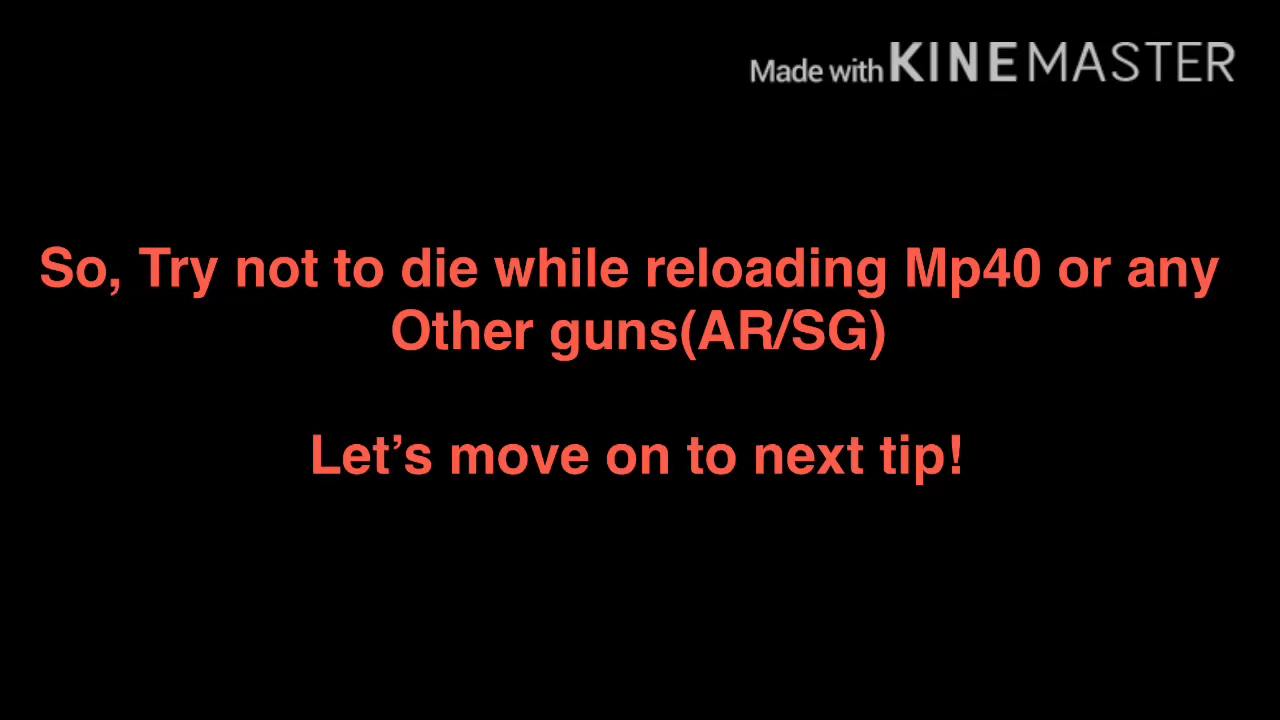 Made with KINEMASTER
So, Try not to die while reloading Mp40 or any
Other guns(AR/SG)
Let’s move on to next tip!